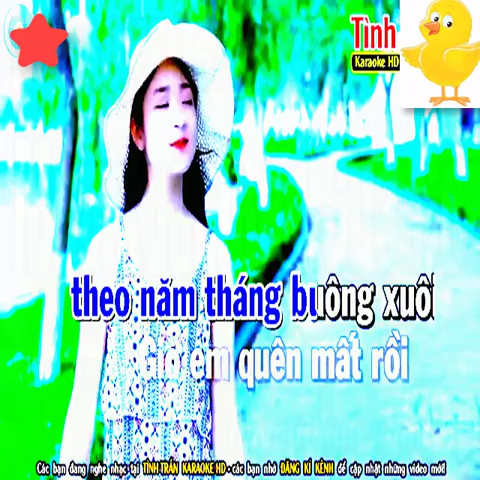 Tình
Karaoke HD
theo năm tháng buông xuôi
Giờ em quên mất rồi
Các bạn đang nghe nhạc tại TÌNH TRẦN KARAOKE HD - các bạn nhớ ĐĂNG KÍ KÊNH để cập nhật những video mới!